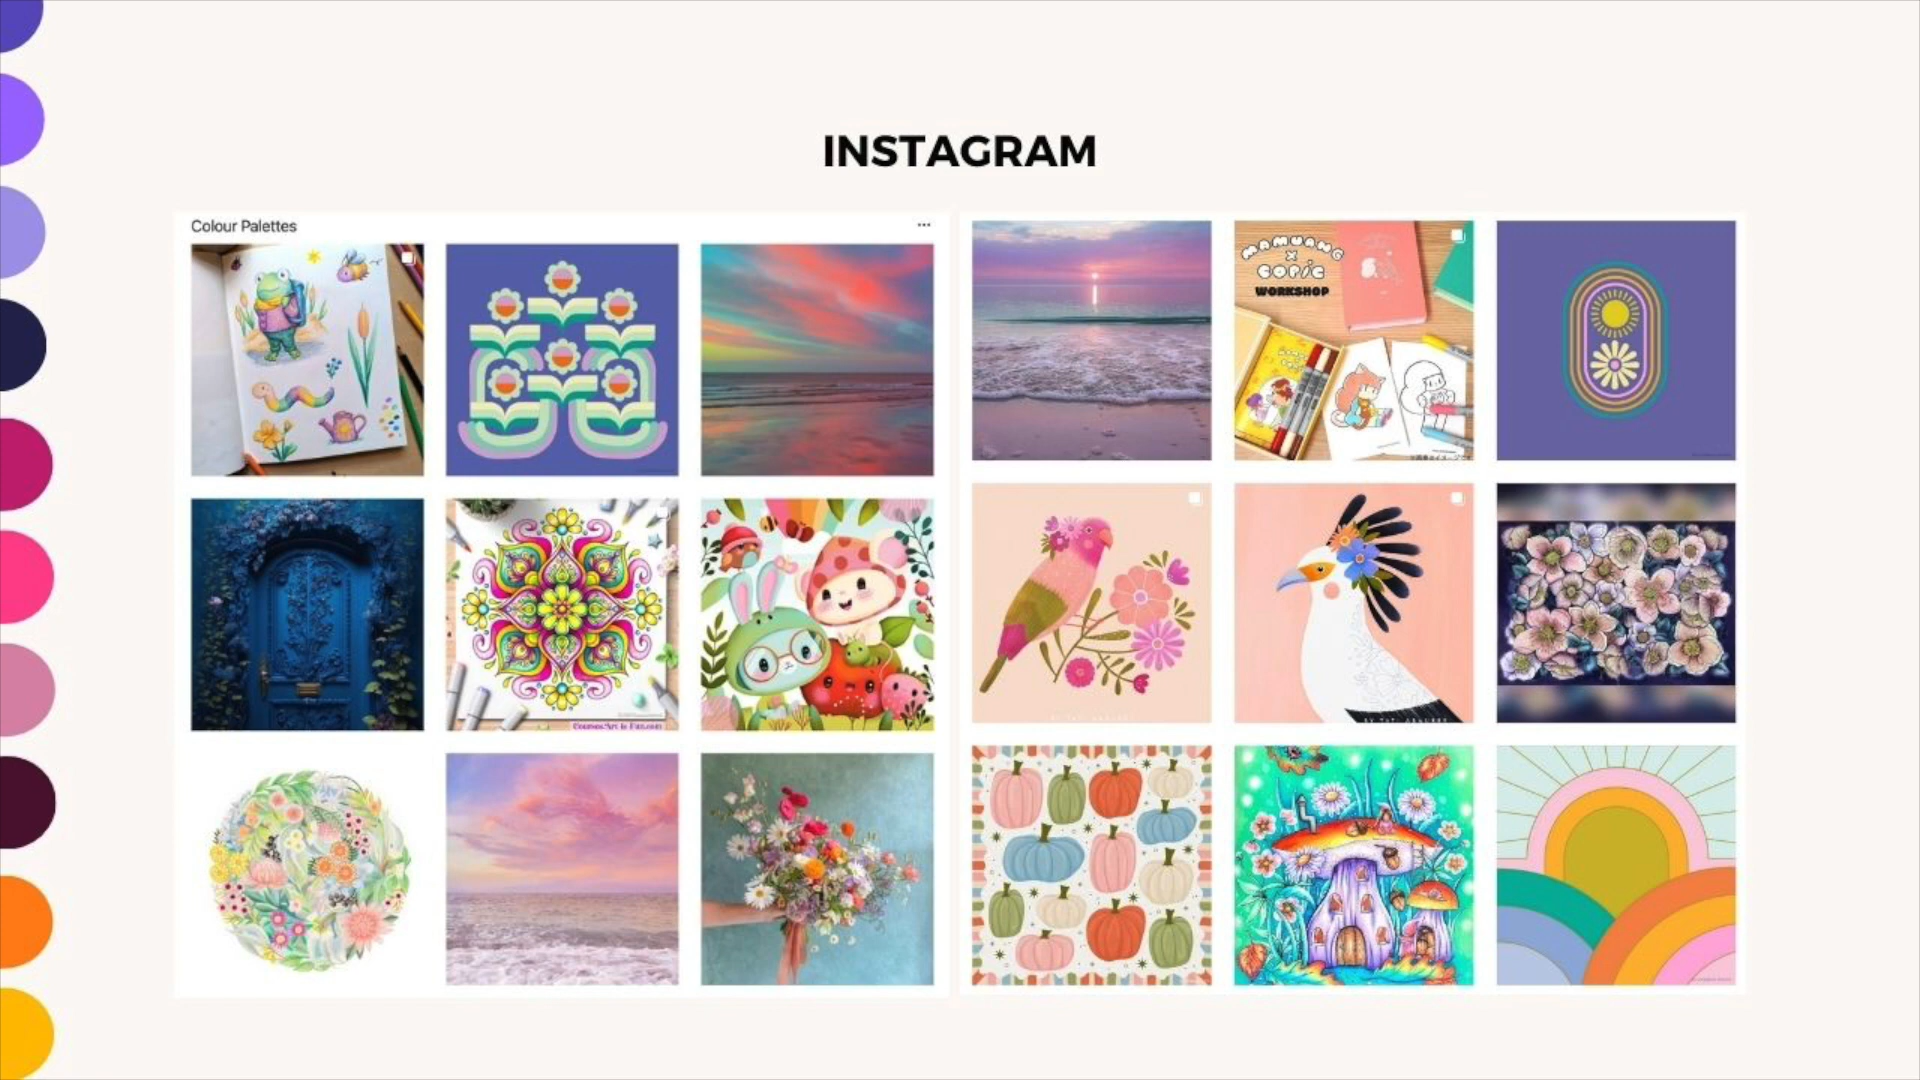 INSTAGRAM
Colour Palettes
MAMUANG
X
COPIC
WORKSHOP